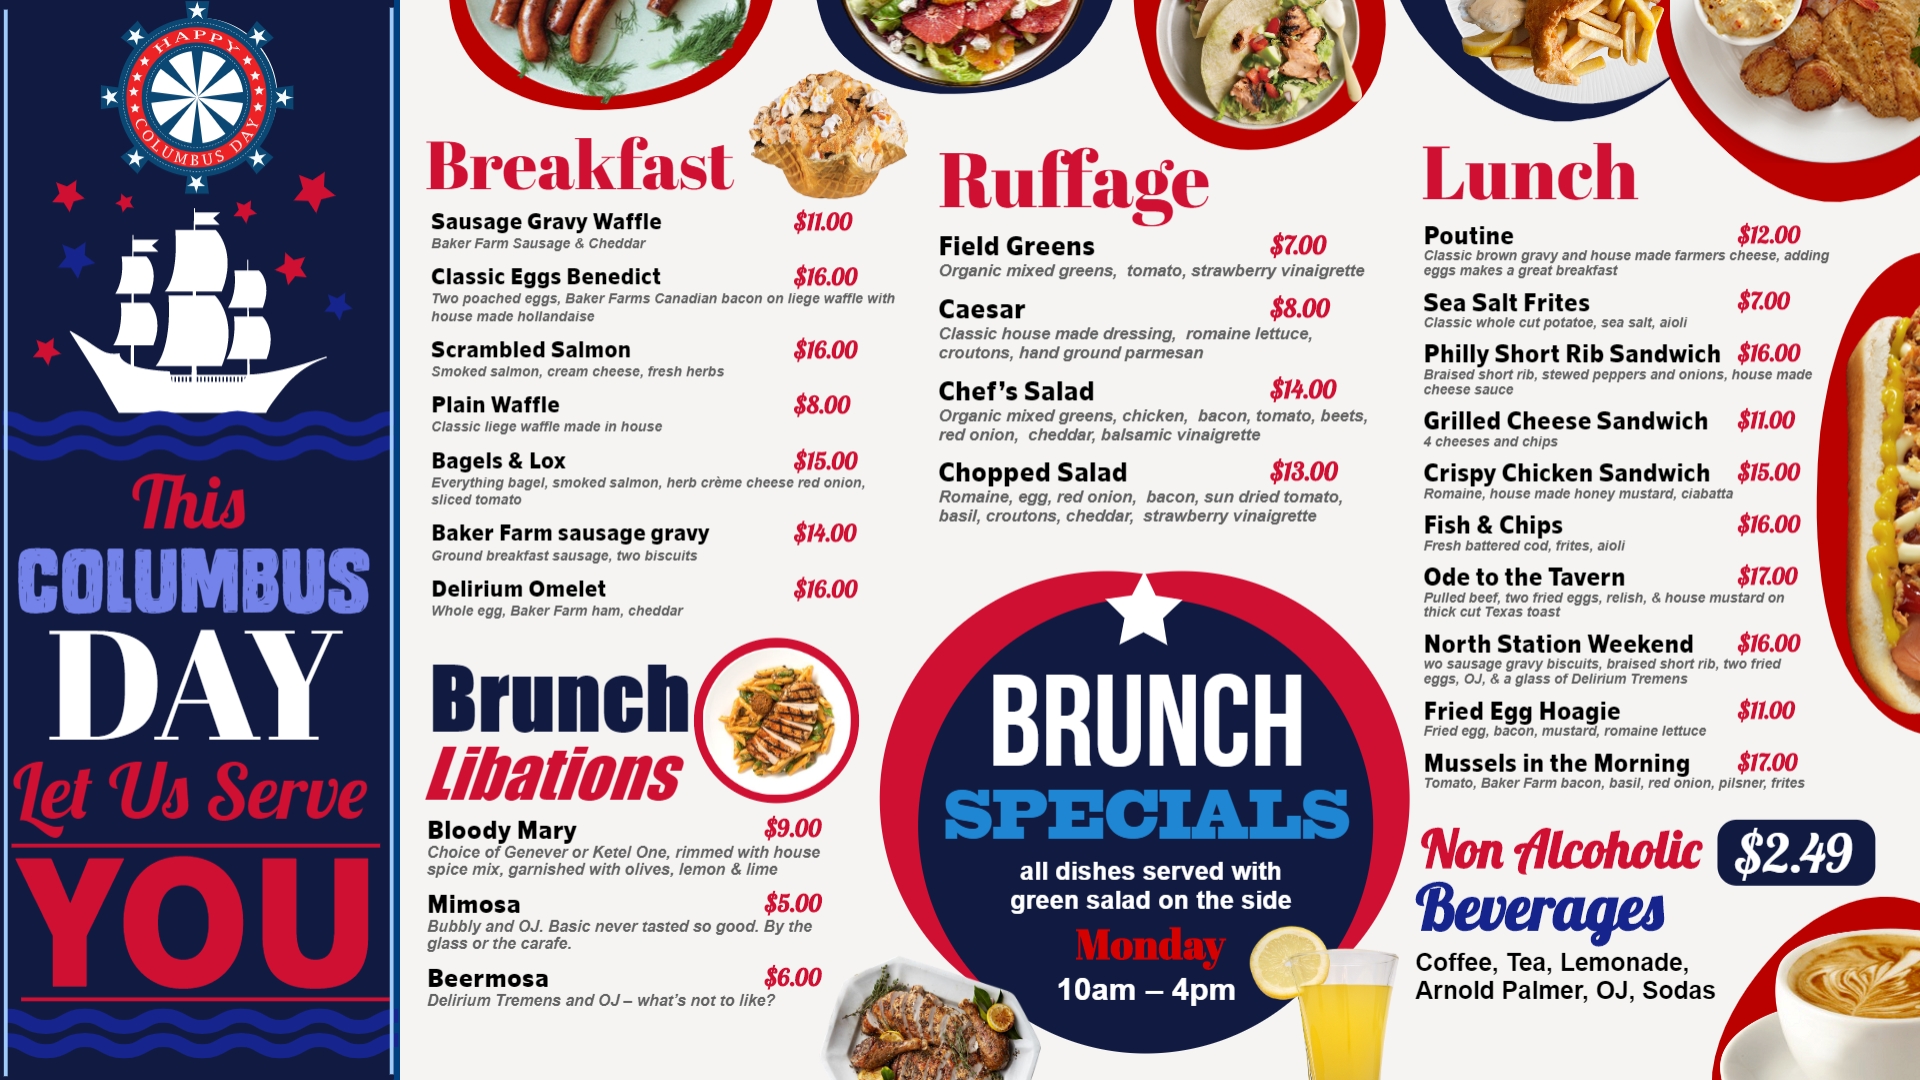 HAPPY
COLUMBUS DAY
This
COLUMBUS
DAY
Let Us Serve
YOU
Breakfast
Sausage Gravy Waffle $11.00
Baker Farm Sausage & Cheddar
Classic Eggs Benedict $16.00
Two poached eggs, Baker Farms Canadian bacon on liege waffle with
house made hollandaise
Scrambled Salmon $16.00
Smoked salmon, cream cheese, fresh herbs
Plain Waffle $8.00
Classic liege waffle made in house
Bagels & Lox $15.00
Everything bagel, smoked salmon, herb crème cheese red onion,
sliced tomato
Baker Farm sausage gravy $14.00
Ground breakfast sausage, two biscuits
Delirium Omelet $16.00
Whole egg, Baker Farm ham, cheddar
Brunch
Libations
Bloody Mary $9.00
Choice of Genever or Ketel One, rimmed with house
spice mix, garnished with olives, lemon & lime
Mimosa $5.00
Bubbly and OJ. Basic never tasted so good. By the
glass or the carafe.
Beermosa $6.00
Delirium Tremens and OJ – what's not to like?
Ruffage
Field Greens $7.00
Organic mixed greens, tomato, strawberry vinaigrette
Caesar $8.00
Classic house made dressing, romaine lettuce,
croutons, hand ground parmesan
Chef's Salad $14.00
Organic mixed greens, chicken, bacon, tomato, beets,
red onion, cheddar, balsamic vinaigrette
Chopped Salad $13.00
Romaine, egg, red onion, bacon, sun dried tomato,
basil, croutons, cheddar, strawberry vinaigrette
BRUNCH
SPECIALS
all dishes served with
green salad on the side
Monday
10am – 4pm
Lunch
Poutine $12.00
Classic brown gravy and house made farmers cheese, adding
eggs makes a great breakfast
Sea Salt Frites $7.00
Classic whole cut potatoe, sea salt, aioli
Philly Short Rib Sandwich $16.00
Braised short rib, stewed peppers and onions, house made
cheese sauce
Grilled Cheese Sandwich $11.00
4 cheeses and chips
Crispy Chicken Sandwich $15.00
Romaine, house made honey mustard, ciabatta
Fish & Chips $16.00
Fresh battered cod, frites, aioli
Ode to the Tavern $17.00
Pulled beef, two fried eggs, relish, & house mustard on
thick cut Texas toast
North Station Weekend $16.00
wo sausage gravy biscuits, braised short rib, two fried
eggs, OJ, & a glass of Delirium Tremens
Fried Egg Hoagie $11.00
Fried egg, bacon, mustard, romaine lettuce
Mussels in the Morning $17.00
Tomato, Baker Farm bacon, basil, red onion, pilsner, frites
Non Alcoholic $2.49
Beverages
Coffee, Tea, Lemonade,
Arnold Palmer, OJ, Sodas